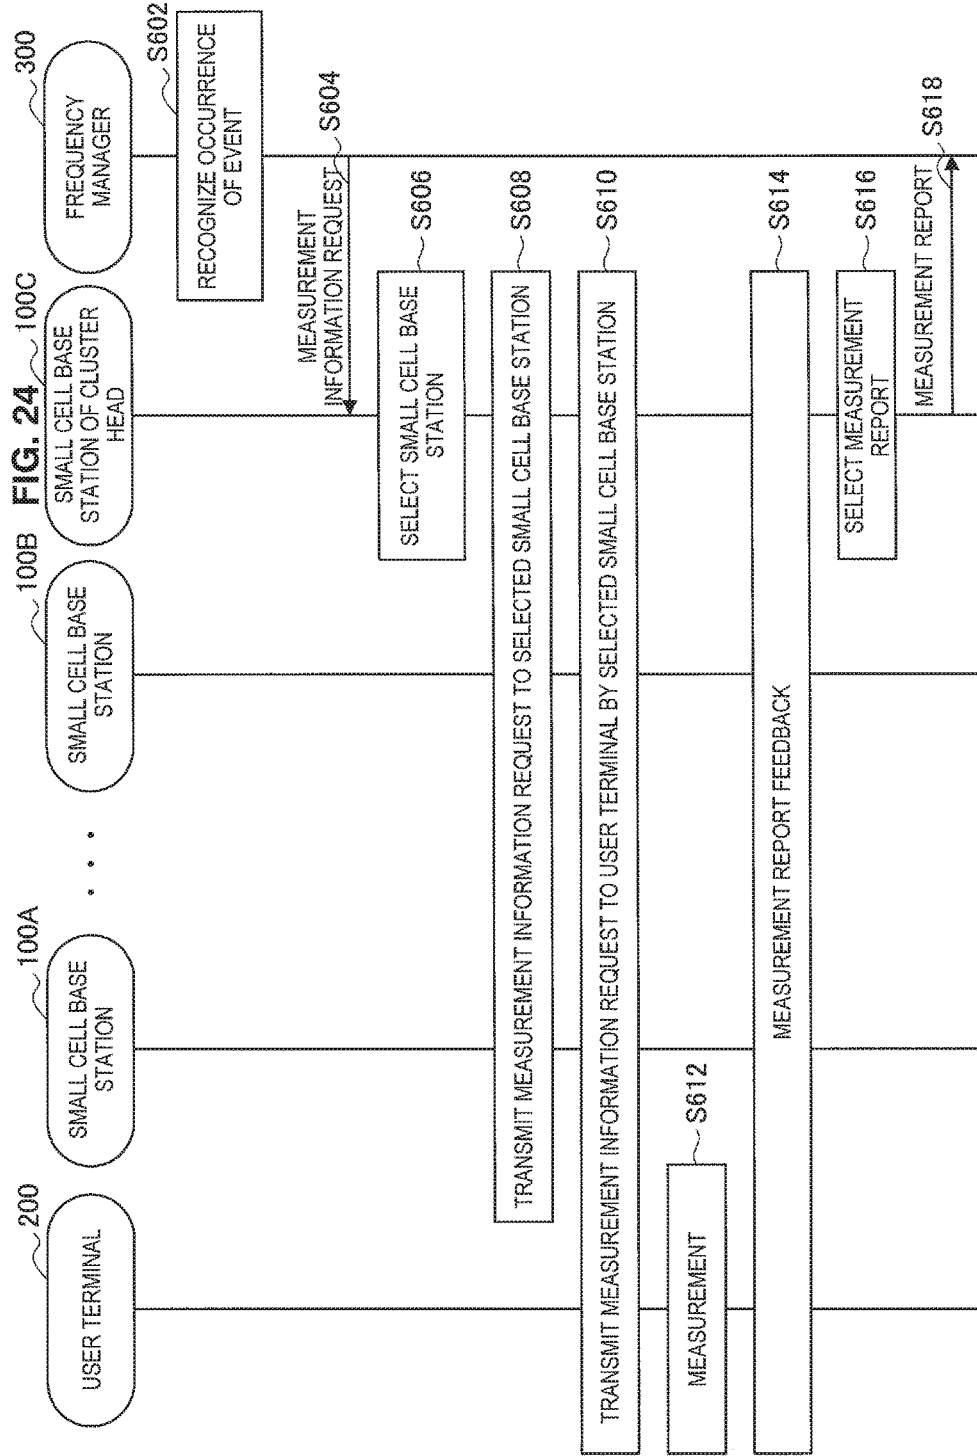 FIG. 24
200
USER TERMINAL
100A
SMALL CELL BASE
STATION
. . .
100B
SMALL CELL BASE
STATION
100C
SMALL CELL BASE
STATION OF CLUSTER
HEAD
300
FREQUENCY
MANAGER
S602
RECOGNIZE OCCURRENCE
OF EVENT
MEASUREMENT
INFORMATION REQUEST
S604
SELECT SMALL CELL BASE
STATION
S606
TRANSMIT MEASUREMENT INFORMATION REQUEST TO SELECTED SMALL CELL BASE STATION
S608
TRANSMIT MEASUREMENT INFORMATION REQUEST TO USER TERMINAL BY SELECTED SMALL CELL BASE STATION
S610
MEASUREMENT
S612
MEASUREMENT REPORT FEEDBACK
S614
SELECT MEASUREMENT
REPORT
S616
MEASUREMENT REPORT
S618